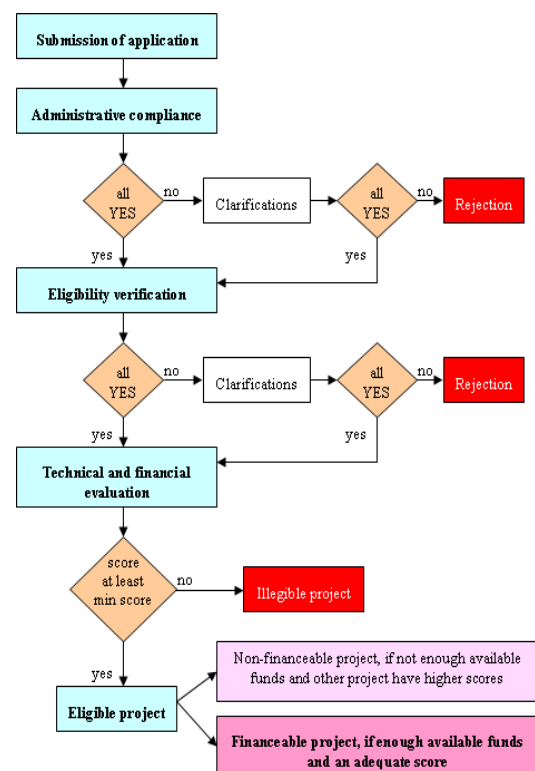 Submission of application
Administrative compliance
all
YES
no
Clarifications
all
YES
no
Rejection
yes
yes
Eligibility verification
all
YES
no
Clarifications
all
YES
no
Rejection
yes
yes
Technical and financial
evaluation
score
at least
min score
no
Illegible project
yes
Eligible project
Non-financeable project, if not enough available
funds and other project have higher scores
Financeable project, if enough available funds
and an adequate score